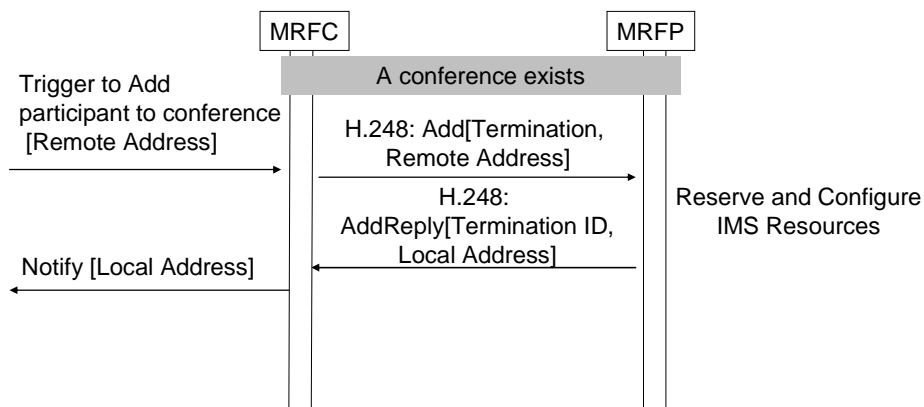 MRFC
MRFP
A conference exists
Trigger to Add
participant to conference
[Remote Address]
H.248: Add[Termination,
Remote Address]
H.248:
AddReply[Termination ID,
Local Address]
Reserve and Configure
IMS Resources
Notify [Local Address]